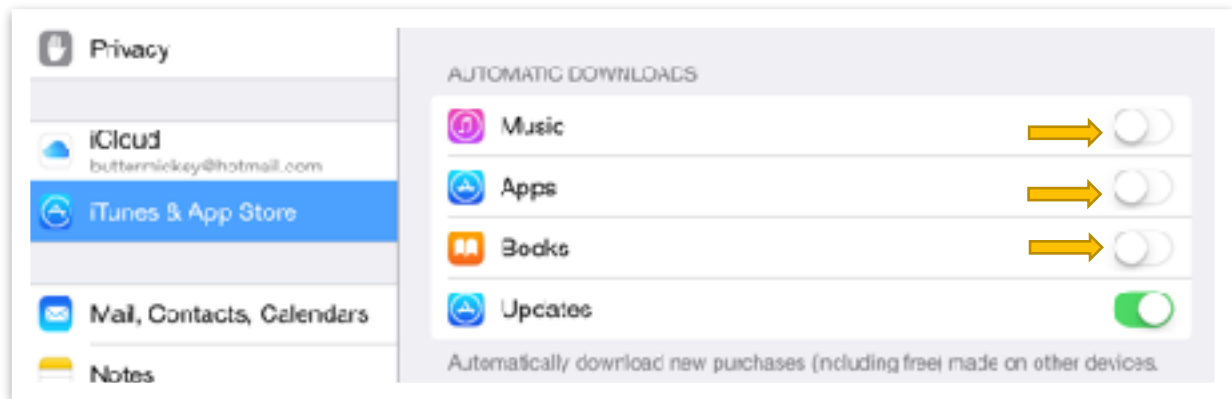 Privacy
iCloud
buttermickey@hotmail.com
iTunes & App Store
Mail, Contacts, Calendars
Notes
AUTOMATIC DOWNLOADS
Music
Apps
Books
Updates
Automatically download new purchases (including free) made on other devices.